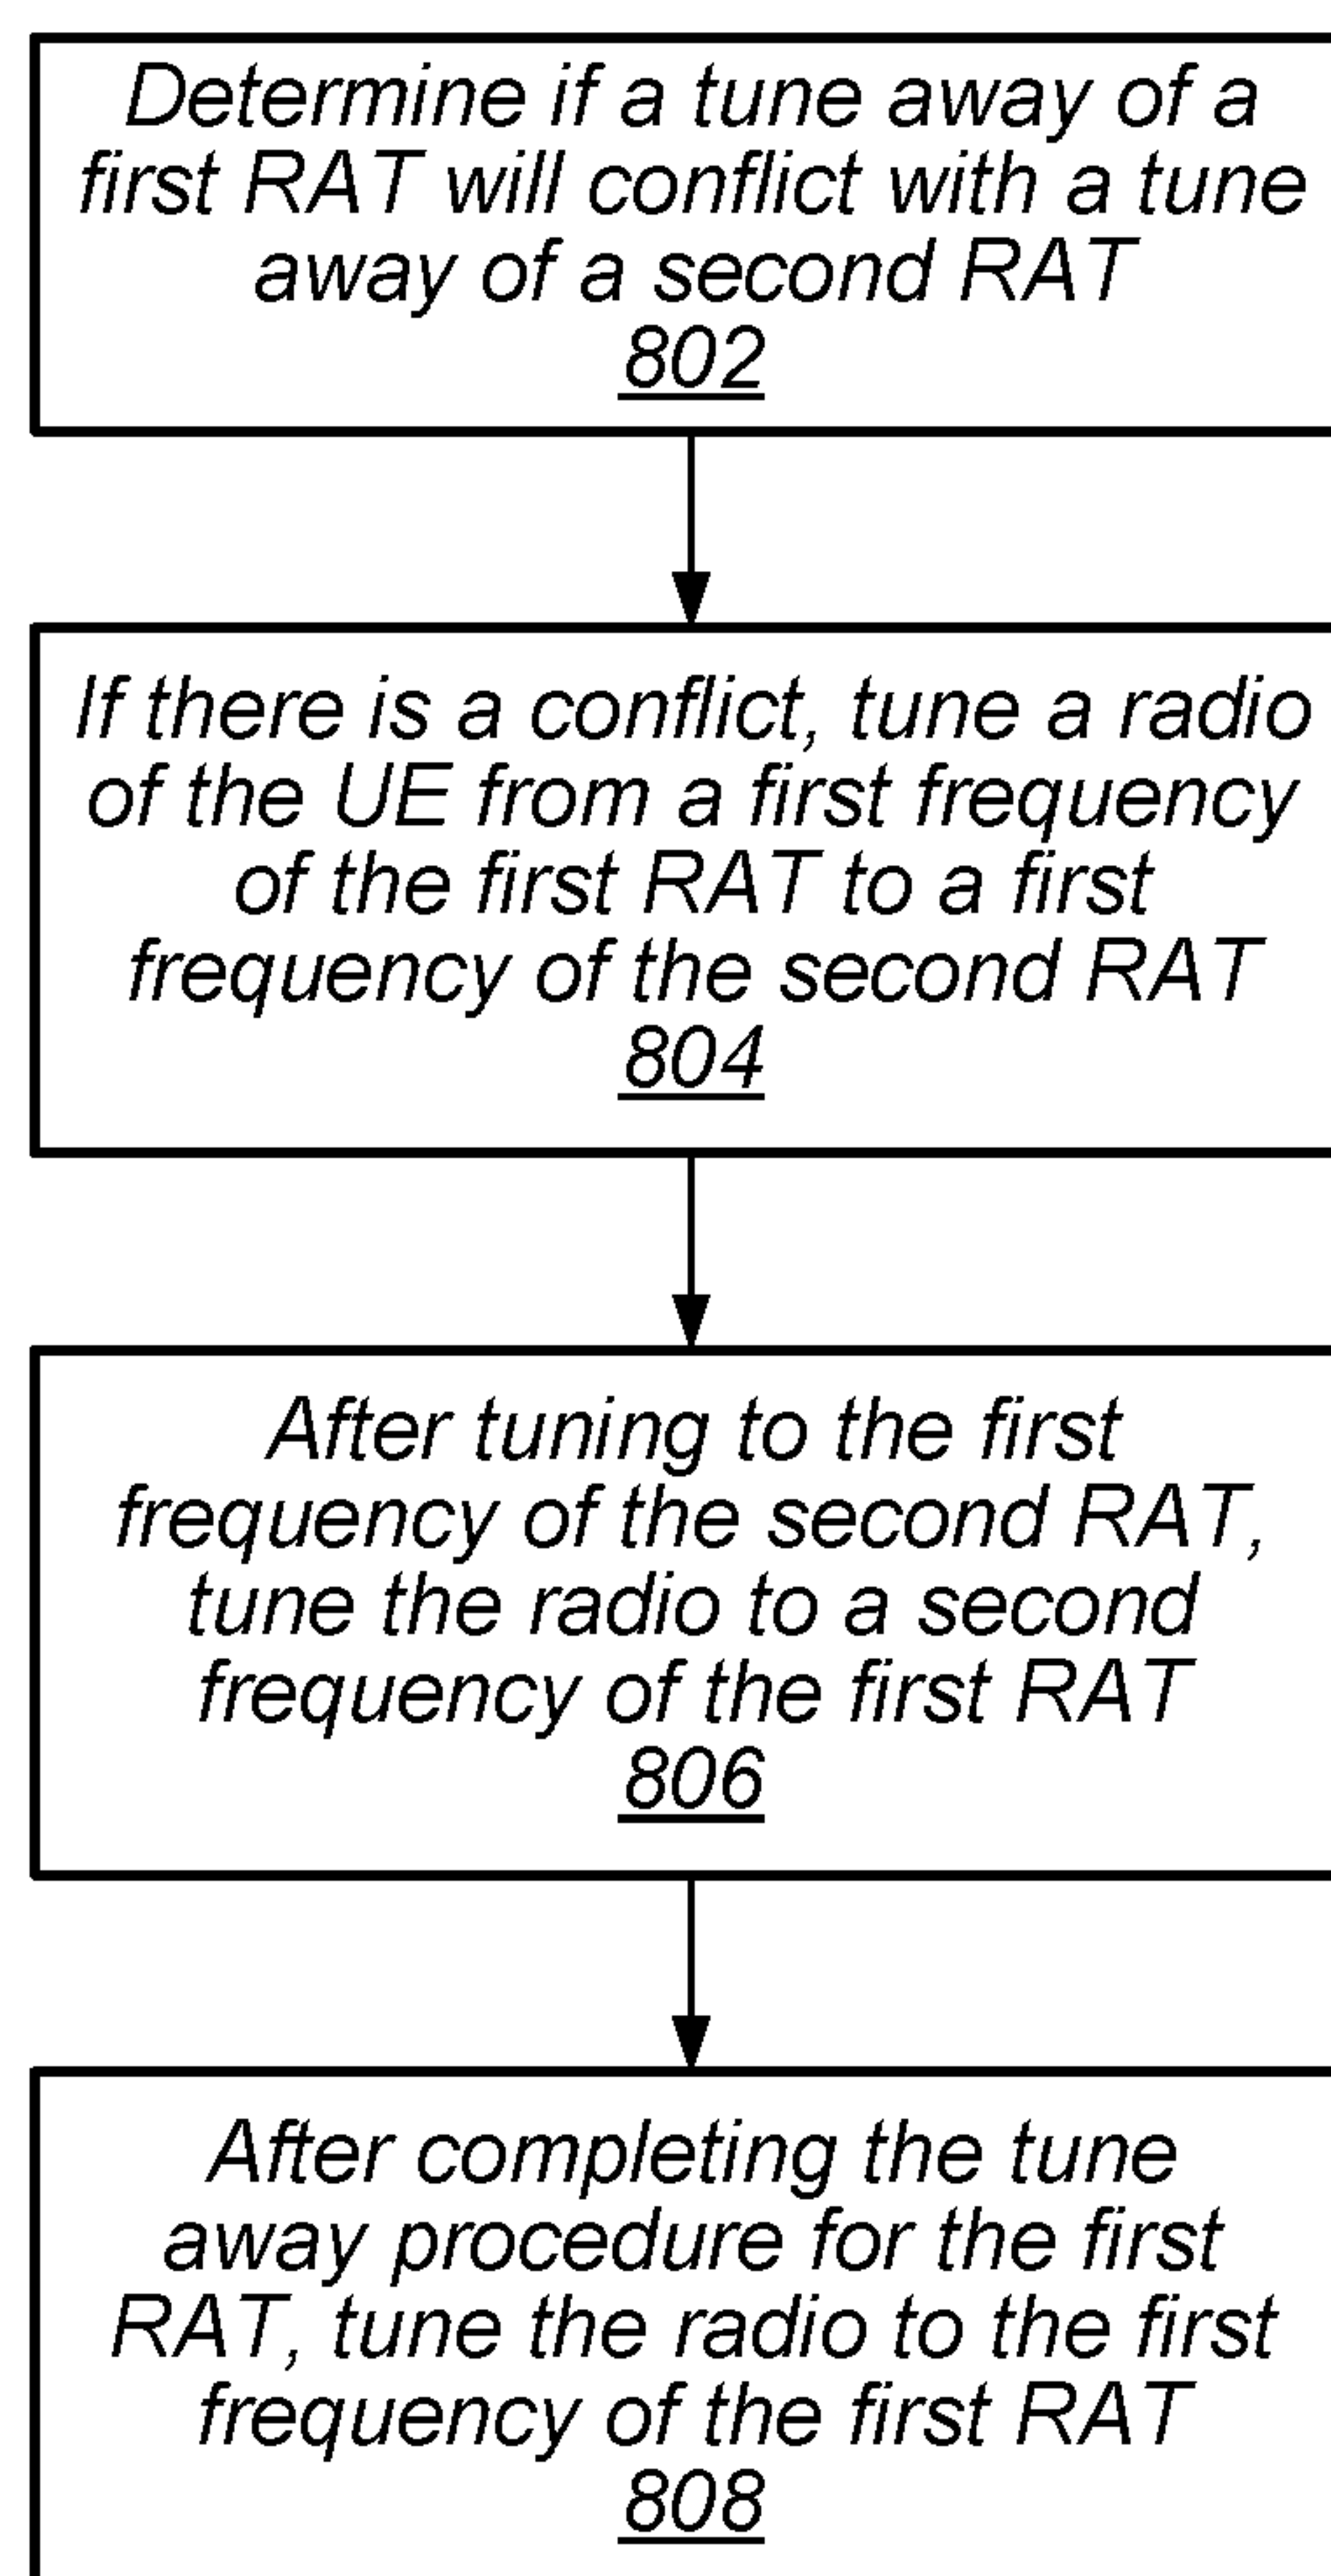 Determine if a tune away of a
first RAT will conflict with a tune
away of a second RAT
802
If there is a conflict, tune a radio
of the UE from a first frequency
of the first RAT to a first
frequency of the second RAT
804
After tuning to the first
frequency of the second RAT,
tune the radio to a second
frequency of the first RAT
806
After completing the tune
away procedure for the first
RAT, tune the radio to the first
frequency of the first RAT
808